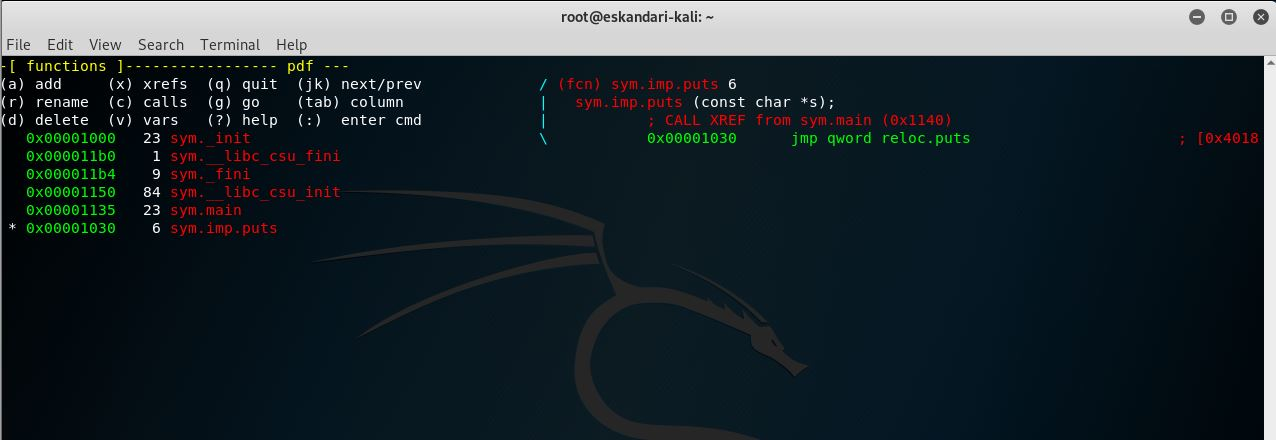 root@eskandari-kali: ~
File Edit View Search Terminal Help
-[ functions ]----------------- pdf ---
(a) add     (x) xrefs  (q) quit  (jk) next/prev             / (fcn) sym.imp.puts 6
(r) rename  (c) calls  (g) go    (tab) column               |   sym.imp.puts (const char *s);
(d) delete  (v) vars   (?) help  (:)  enter cmd             |           ; CALL XREF from sym.main (0x1140)
   0x00001000   23 sym._init                                \           0x00001030      jmp qword reloc.puts                       ; [0x4018
   0x000011b0    1 sym.__libc_csu_fini
   0x000011b4    9 sym._fini
   0x00001150   84 sym.__libc_csu_init
   0x00001135   23 sym.main
 * 0x00001030    6 sym.imp.puts